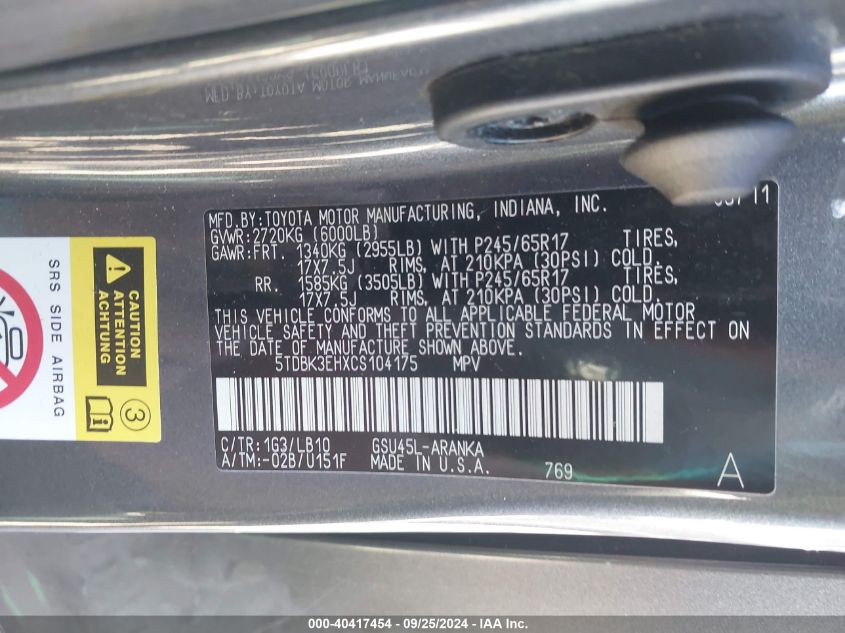 MFD.BY:TOYOTA MOTOR MANUFACTURING, INDIANA, INC. /11
GVWR:2720KG (6000LB)
GAWR:FRT. 1340KG (2955LB) WITH P245/65R17 TIRES,
17X7.5J RIMS, AT 210KPA (30PSI) COLD.
RR. 1585KG (3505LB) WITH P245/65R17 TIRES,
17X7.5J RIMS, AT 210KPA (30PSI) COLD.
THIS VEHICLE CONFORMS TO ALL APPLICABLE FEDERAL MOTOR
VEHICLE SAFETY AND THEFT PREVENTION STANDARDS IN EFFECT ON
THE DATE OF MANUFACTURE SHOWN ABOVE.
5TDBK3EHXCS104175 MPV
C/TR:1G3/LB10 GSU45L-ARANKA
A/TM:-02B/U151F MADE IN U.S.A. 769 A
SRS SIDE AIRBAG
CAUTION
ATTENTION
ACHTUNG
i
3
000-40417454 - 09/25/2024 - IAA Inc.